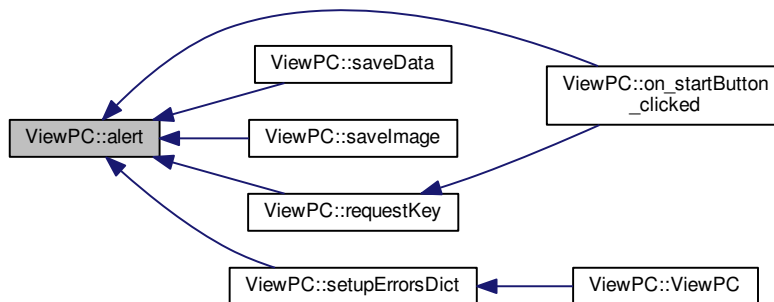 ViewPC::alert
ViewPC::saveData
ViewPC::saveImage
ViewPC::requestKey
ViewPC::setupErrorsDict
ViewPC::on_startButton
_clicked
ViewPC::ViewPC